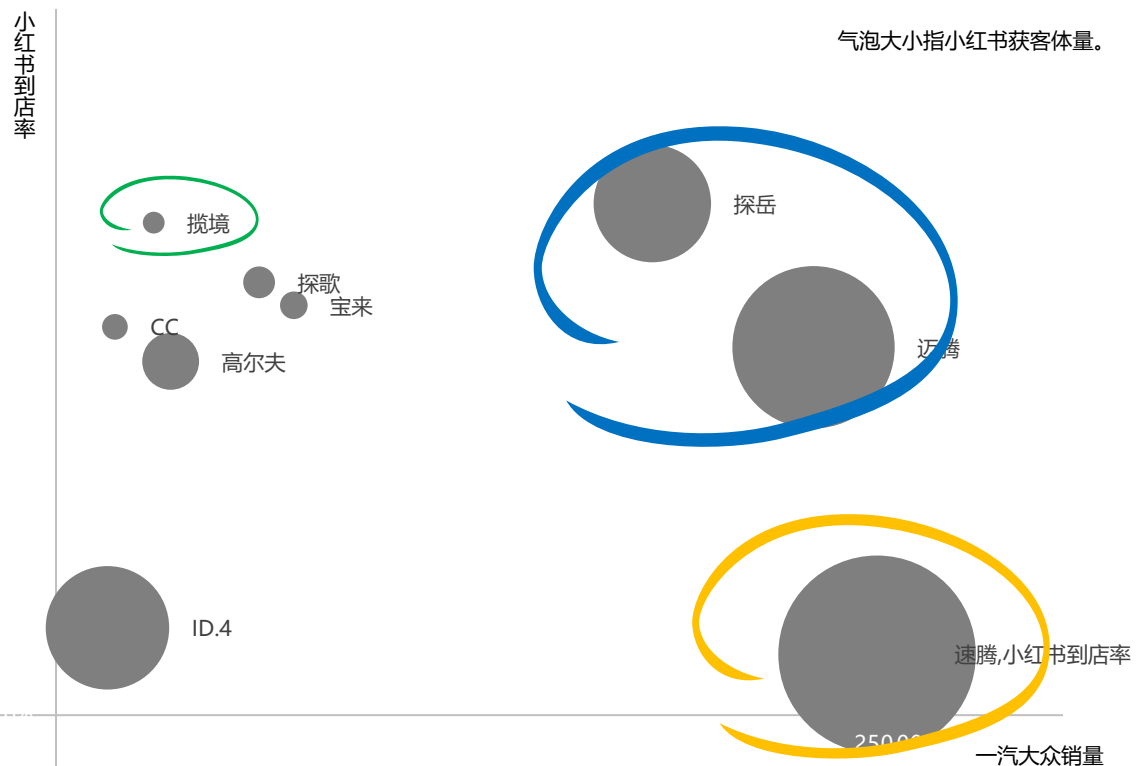 小红书到店率
气泡大小指小红书获客体量。
探岳
揽境
探歌
宝来
CC
迈腾
高尔夫
ID.4
速腾,小红书到店率
一汽大众销量